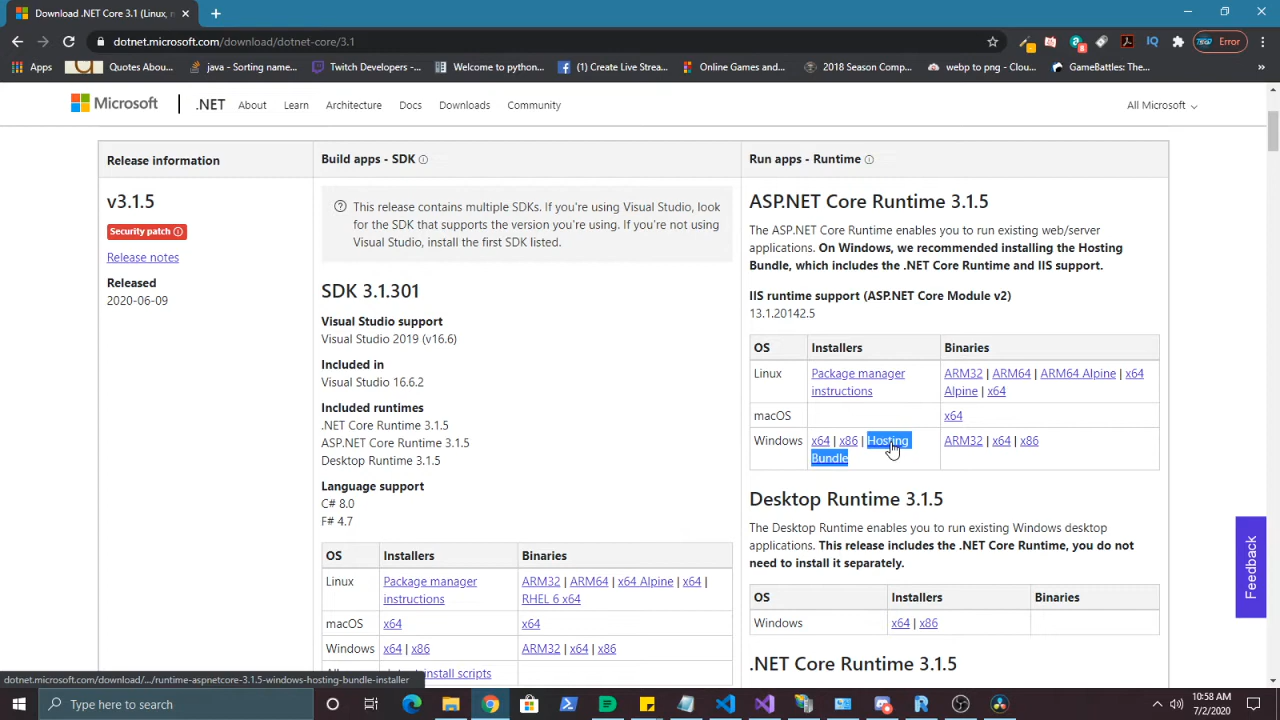 Download .NET Core 3.1 (Linux, m
dotnet.microsoft.com/download/dotnet-core/3.1
Error
Apps
Quotes Abou...
java - Sorting name...
Twitch Developers -...
Welcome to python...
(1) Create Live Strea...
Online Games and...
2018 Season Comp...
webp to png - Clou...
GameBattles: The...
Microsoft
.NET
About
Learn
Architecture
Docs
Downloads
Community
All Microsoft
Release information
v3.1.5
Security patch
Release notes
Released
2020-06-09
Build apps - SDK
This release contains multiple SDKs. If you're using Visual Studio, look
for the SDK that supports the version you're using. If you're not using
Visual Studio, install the first SDK listed.
SDK 3.1.301
Visual Studio support
Visual Studio 2019 (v16.6)
Included in
Visual Studio 16.6.2
Included runtimes
.NET Core Runtime 3.1.5
ASP.NET Core Runtime 3.1.5
Desktop Runtime 3.1.5
Language support
C# 8.0
F# 4.7
OS Installers Binaries
Linux Package manager ARM32 | ARM64 | x64 Alpine | x64 |
instructions RHEL 6 x64
macOS x64 x64
Windows x64 | x86 ARM32 | x64 | x86
install scripts
Run apps - Runtime
ASP.NET Core Runtime 3.1.5
The ASP.NET Core Runtime enables you to run existing web/server
applications. On Windows, we recommended installing the Hosting
Bundle, which includes the .NET Core Runtime and IIS support.
IIS runtime support (ASP.NET Core Module v2)
13.1.20142.5
OS Installers Binaries
Linux Package manager ARM32 | ARM64 | ARM64 Alpine | x64
instructions Alpine | x64
macOS x64
Windows x64 | x86 | Hosting ARM32 | x64 | x86
Bundle
Desktop Runtime 3.1.5
The Desktop Runtime enables you to run existing Windows desktop
applications. This release includes the .NET Core Runtime, you do not
need to install it separately.
OS Installers Binaries
Windows x64 | x86
.NET Core Runtime 3.1.5
Feedback
dotnet.microsoft.com/download/.../runtime-aspnetcore-3.1.5-windows-hosting-bundle-installer
Type here to search
10:58 AM
7/2/2020